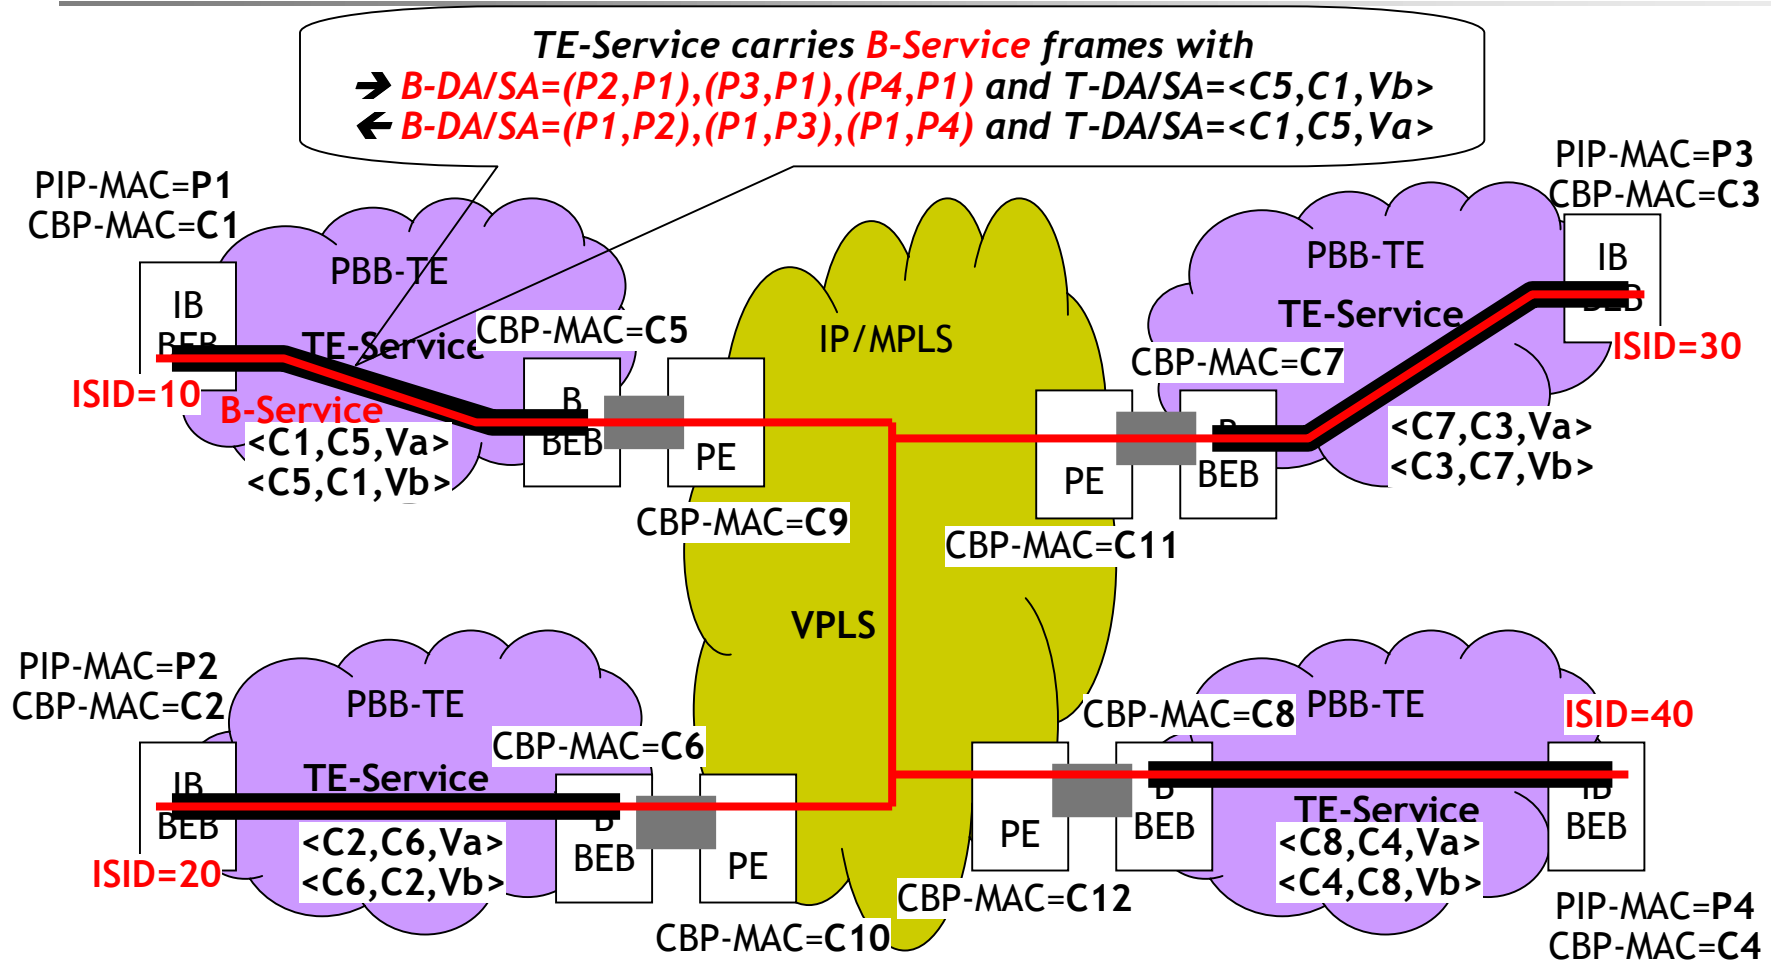 TE-Service carries B-Service frames with
➔ B-DA/SA=(P2,P1),(P3,P1),(P4,P1) and T-DA/SA=<C5,C1,Vb>
← B-DA/SA=(P1,P2),(P1,P3),(P1,P4) and T-DA/SA=<C1,C5,Va>
PIP-MAC=P1
CBP-MAC=C1
PBB-TE
IB
BEB
TE-Service
ISID=10
B-Service
<C1,C5,Va>
<C5,C1,Vb>
CBP-MAC=C5
B
BEB
PE
CBP-MAC=C9
IP/MPLS
VPLS
PIP-MAC=P3
CBP-MAC=C3
PBB-TE
IB
BEB
TE-Service
ISID=30
CBP-MAC=C7
B
BEB
PE
<C7,C3,Va>
<C3,C7,Vb>
CBP-MAC=C11
PIP-MAC=P2
CBP-MAC=C2
PBB-TE
IB
BEB
TE-Service
ISID=20
<C2,C6,Va>
<C6,C2,Vb>
CBP-MAC=C6
B
BEB
PE
CBP-MAC=C10
CBP-MAC=C8
PBB-TE
ISID=40
PE
B
BEB
TE-Service
<C8,C4,Va>
<C4,C8,Vb>
IB
BEB
CBP-MAC=C12
PIP-MAC=P4
CBP-MAC=C4